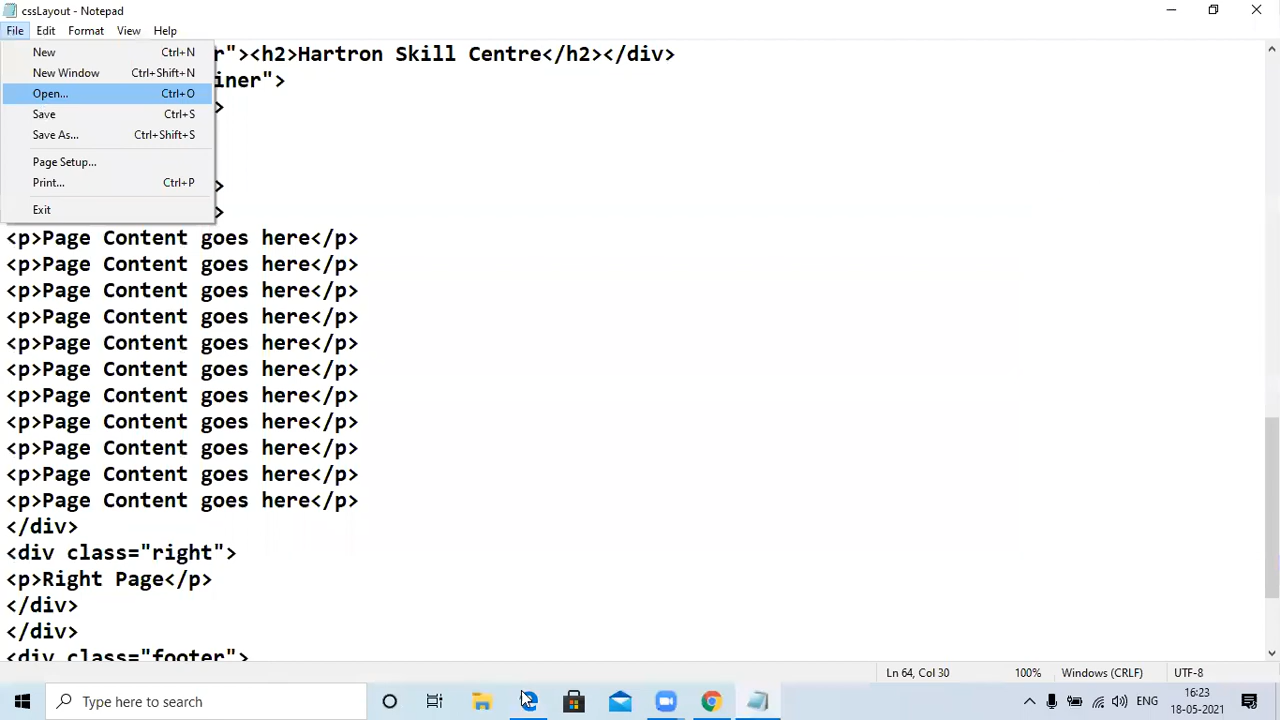 cssLayout - Notepad
File Edit Format View Help
New Ctrl+N
New Window Ctrl+Shift+N
Open... Ctrl+O
Save Ctrl+S
Save As... Ctrl+Shift+S
Page Setup... 
Print... Ctrl+P
Exit
r"><h2>Hartron Skill Centre</h2></div>
iner">
>
>
>
<p>Page Content goes here</p>
<p>Page Content goes here</p>
<p>Page Content goes here</p>
<p>Page Content goes here</p>
<p>Page Content goes here</p>
<p>Page Content goes here</p>
<p>Page Content goes here</p>
<p>Page Content goes here</p>
<p>Page Content goes here</p>
<p>Page Content goes here</p>
<p>Page Content goes here</p>
</div>
<div class="right">
<p>Right Page</p>
</div>
</div>
<div class="footer">
Ln 64, Col 30 100% Windows (CRLF) UTF-8
Type here to search
ENG
16:23
18-05-2021